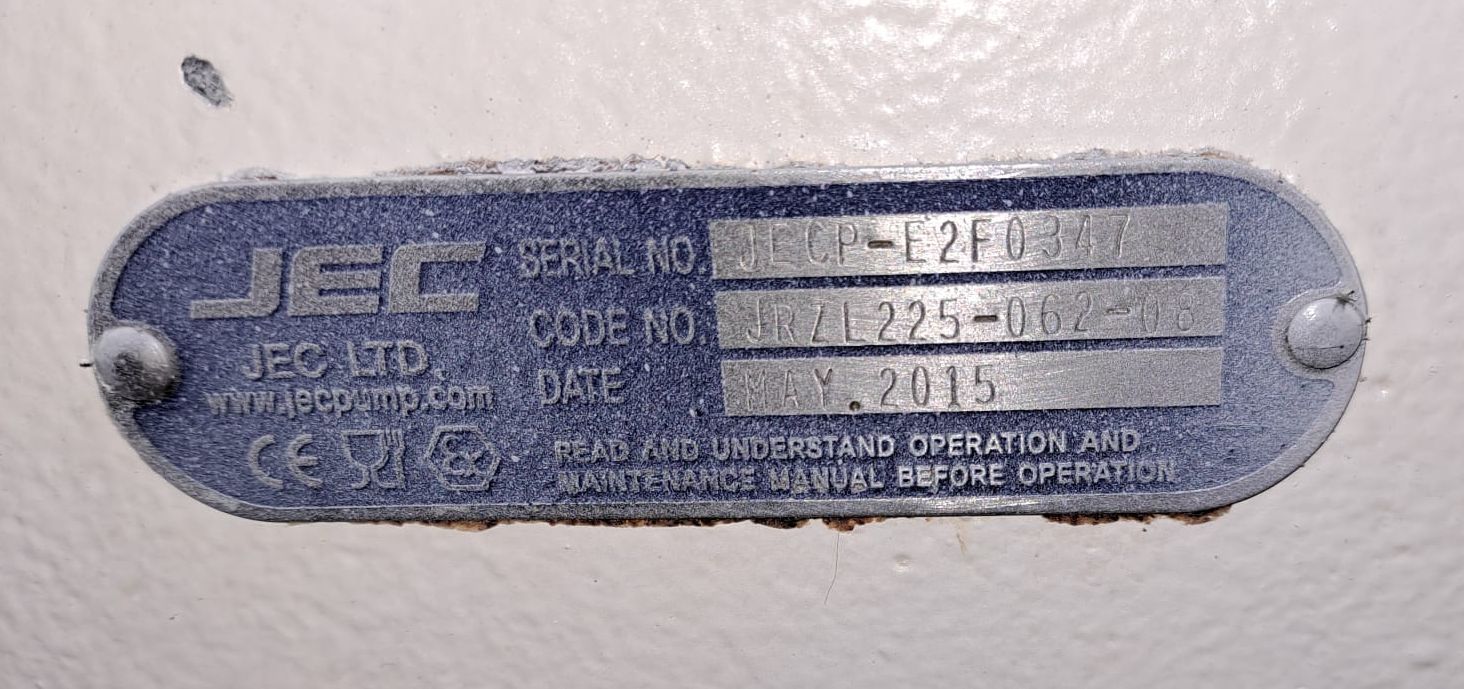 JEC
JEC LTD.
www.jecpump.com
CE
Ex
SERIAL NO. JECP-E2F0347
CODE NO. JRZL225-062-08
DATE MAY.2015
READ AND UNDERSTAND OPERATION AND
MAINTENANCE MANUAL BEFORE OPERATION